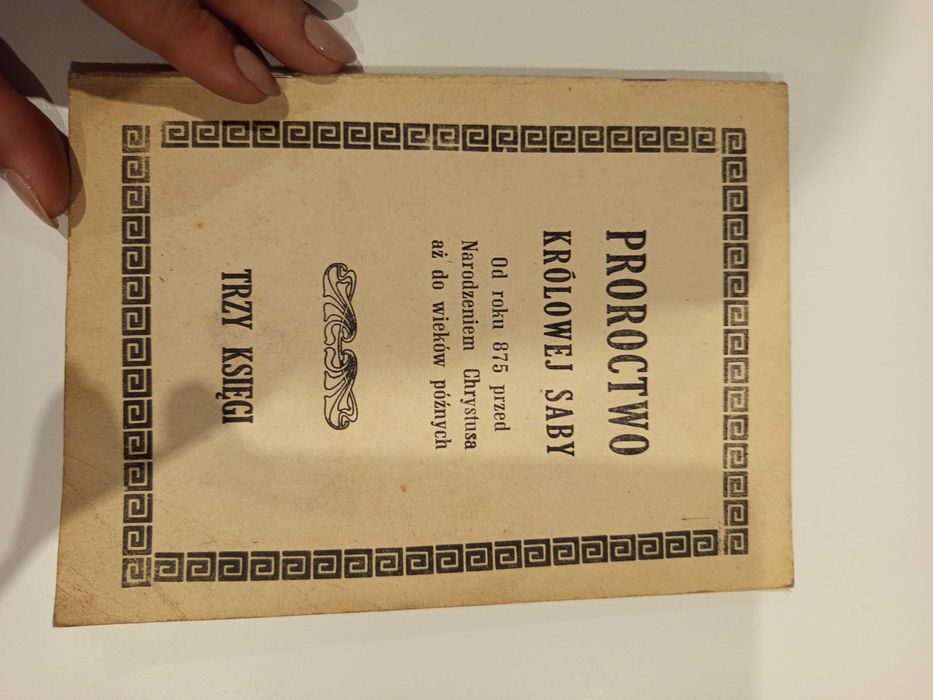 PROROCTWO
KRÓLOWEJ SABY
Od roku 875 przed
Narodzeniem Chrystusa
aż do wieków późnych
TRZY KSIĘGI